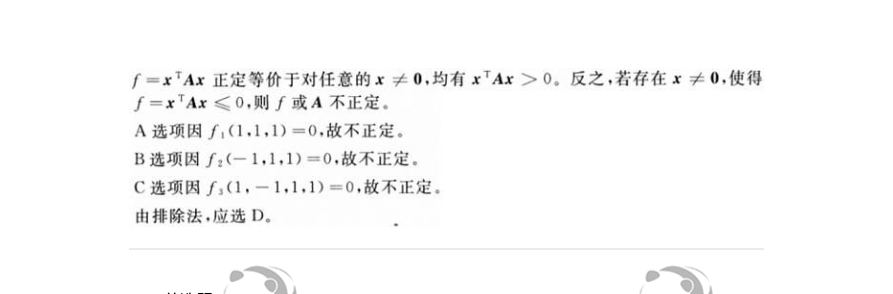 f = xᵀAx 正定等价于对任意的 x ≠ 0,均有 xᵀAx > 0。反之,若存在 x ≠ 0,使得
f = xᵀAx ≤ 0,则 f 或 A 不正定。
A 选项因 f₁(1,1,1) = 0,故不正定。
B 选项因 f₂(−1,1,1) = 0,故不正定。
C 选项因 f₃(1,−1,1,1) = 0,故不正定。
由排除法,应选 D。